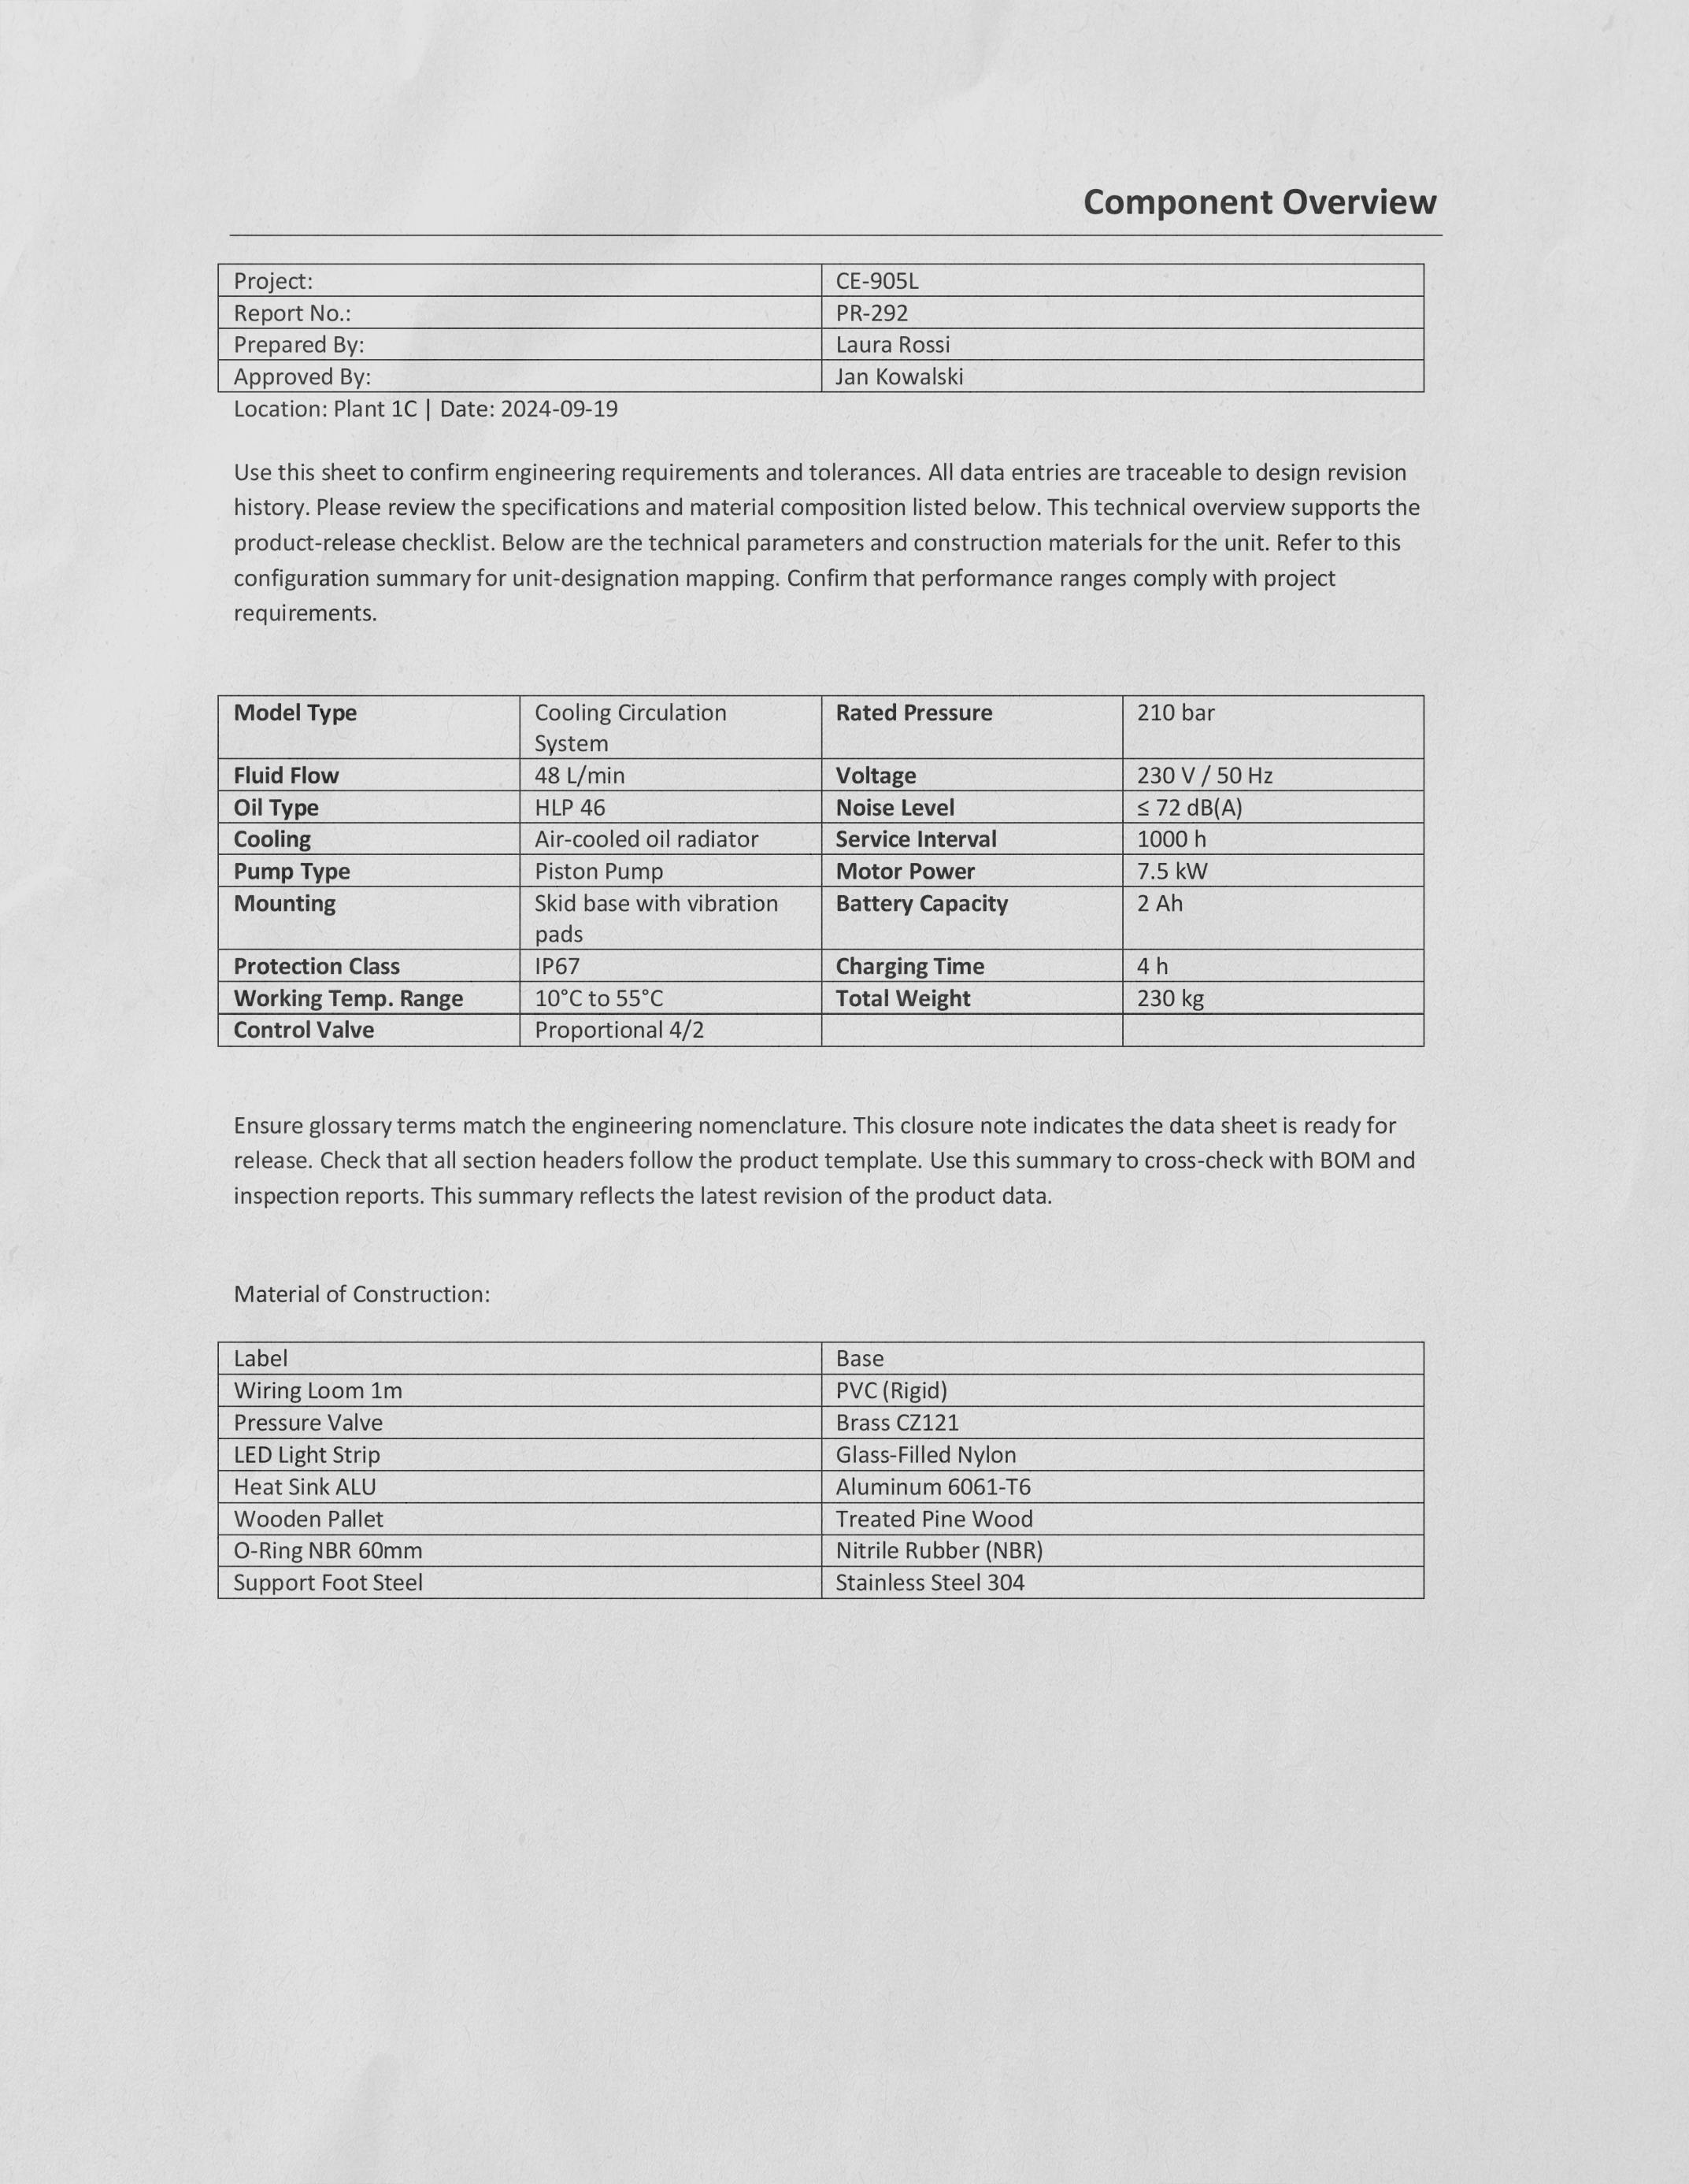 Component Overview
Project: CE-905L
Report No.: PR-292
Prepared By: Laura Rossi
Approved By: Jan Kowalski
Location: Plant 1C | Date: 2024-09-19
Use this sheet to confirm engineering requirements and tolerances. All data entries are traceable to design revision
history. Please review the specifications and material composition listed below. This technical overview supports the
product-release checklist. Below are the technical parameters and construction materials for the unit. Refer to this
configuration summary for unit-designation mapping. Confirm that performance ranges comply with project
requirements.
Model Type Cooling Circulation Rated Pressure 210 bar
System
Fluid Flow 48 L/min Voltage 230 V / 50 Hz
Oil Type HLP 46 Noise Level ≤ 72 dB(A)
Cooling Air-cooled oil radiator Service Interval 1000 h
Pump Type Piston Pump Motor Power 7.5 kW
Mounting Skid base with vibration Battery Capacity 2 Ah
pads
Protection Class IP67 Charging Time 4 h
Working Temp. Range 10°C to 55°C Total Weight 230 kg
Control Valve Proportional 4/2
Ensure glossary terms match the engineering nomenclature. This closure note indicates the data sheet is ready for
release. Check that all section headers follow the product template. Use this summary to cross-check with BOM and
inspection reports. This summary reflects the latest revision of the product data.
Material of Construction:
Label Base
Wiring Loom 1m PVC (Rigid)
Pressure Valve Brass CZ121
LED Light Strip Glass-Filled Nylon
Heat Sink ALU Aluminum 6061-T6
Wooden Pallet Treated Pine Wood
O-Ring NBR 60mm Nitrile Rubber (NBR)
Support Foot Steel Stainless Steel 304